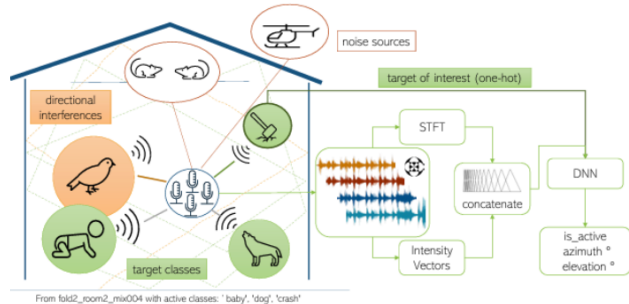 noise sources
target of interest (one-hot)
directional
interferences
STFT
DNN
concatenate
Intensity
Vectors
is_active
azimuth °
elevation °
target classes
From fold2_room2_mix004 with active classes: ´baby', 'dog', 'crash'